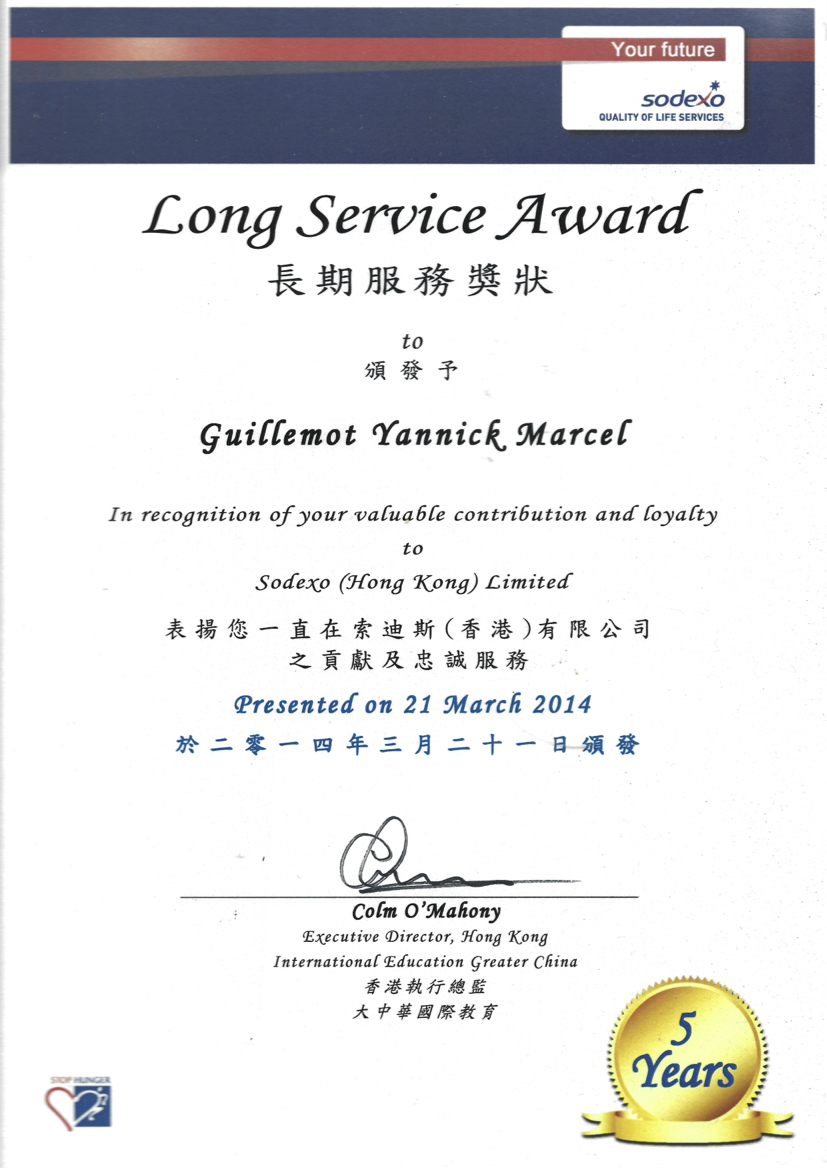 Your future
sodexo
QUALITY OF LIFE SERVICES
Long Service Award
長期服務獎狀
to
頒發予
Guillemot Yannick Marcel
In recognition of your valuable contribution and loyalty
to
Sodexo (Hong Kong) Limited
表揚您一直在索迪斯(香港)有限公司
之貢獻及忠誠服務
Presented on 21 March 2014
於二零一四年三月二十一日頒發
Colm O'Mahony
Executive Director, Hong Kong
International Education Greater China
香港執行總監
大中華國際教育
5
Years
STOP HUNGER